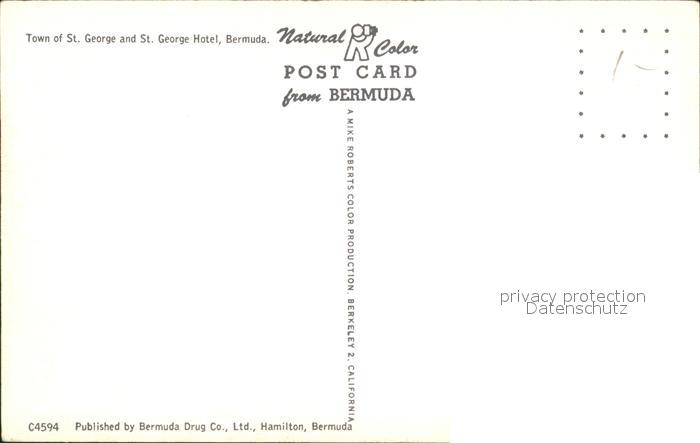 Town of St. George and St. George Hotel, Bermuda.
Natural Color
POST CARD
from BERMUDA
A MIKE ROBERTS COLOR PRODUCTION, BERKELEY 2, CALIFORNIA
privacy protection
Datenschutz
C4594 Published by Bermuda Drug Co., Ltd., Hamilton, Bermuda